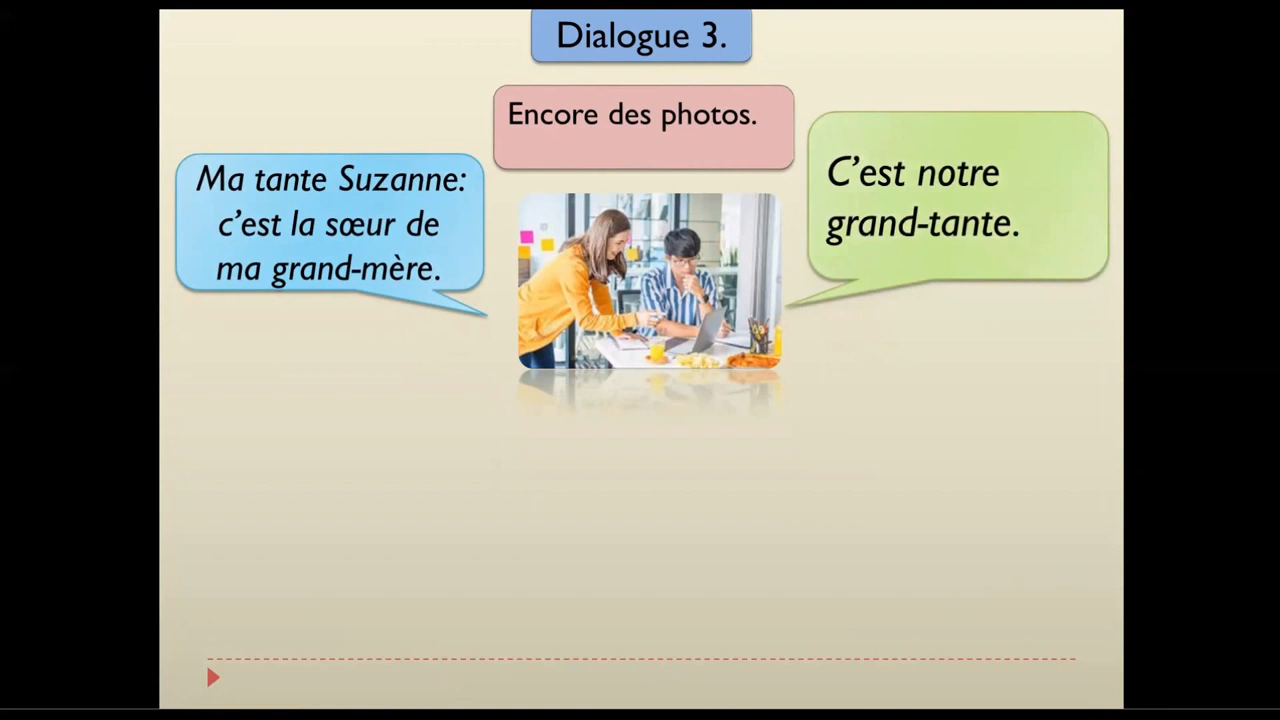 Dialogue 3.
Encore des photos.
Ma tante Suzanne:
c’est la sœur de
ma grand-mère.
C’est notre
grand-tante.